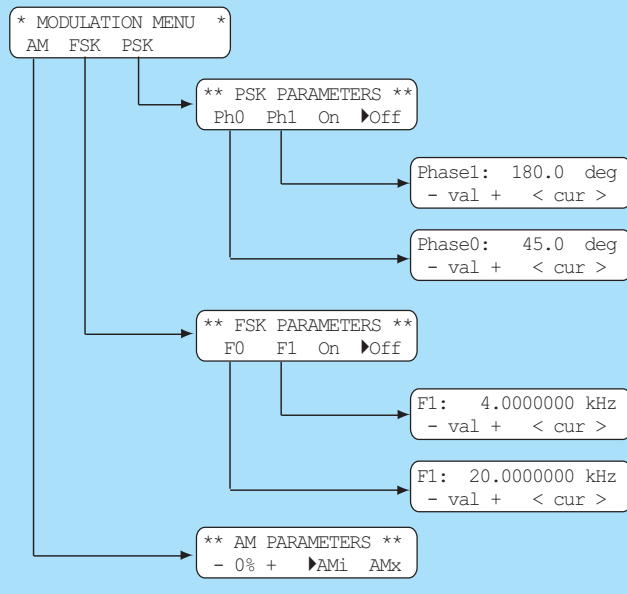 * MODULATION MENU *
AM FSK PSK
** PSK PARAMETERS **
Ph0 Ph1 On ▶Off
Phase1: 180.0 deg
- val + < cur >
Phase0: 45.0 deg
- val + < cur >
** FSK PARAMETERS **
F0 F1 On ▶Off
F1: 4.0000000 kHz
- val + < cur >
F1: 20.0000000 kHz
- val + < cur >
** AM PARAMETERS **
- 0% + ▶AMi AMx